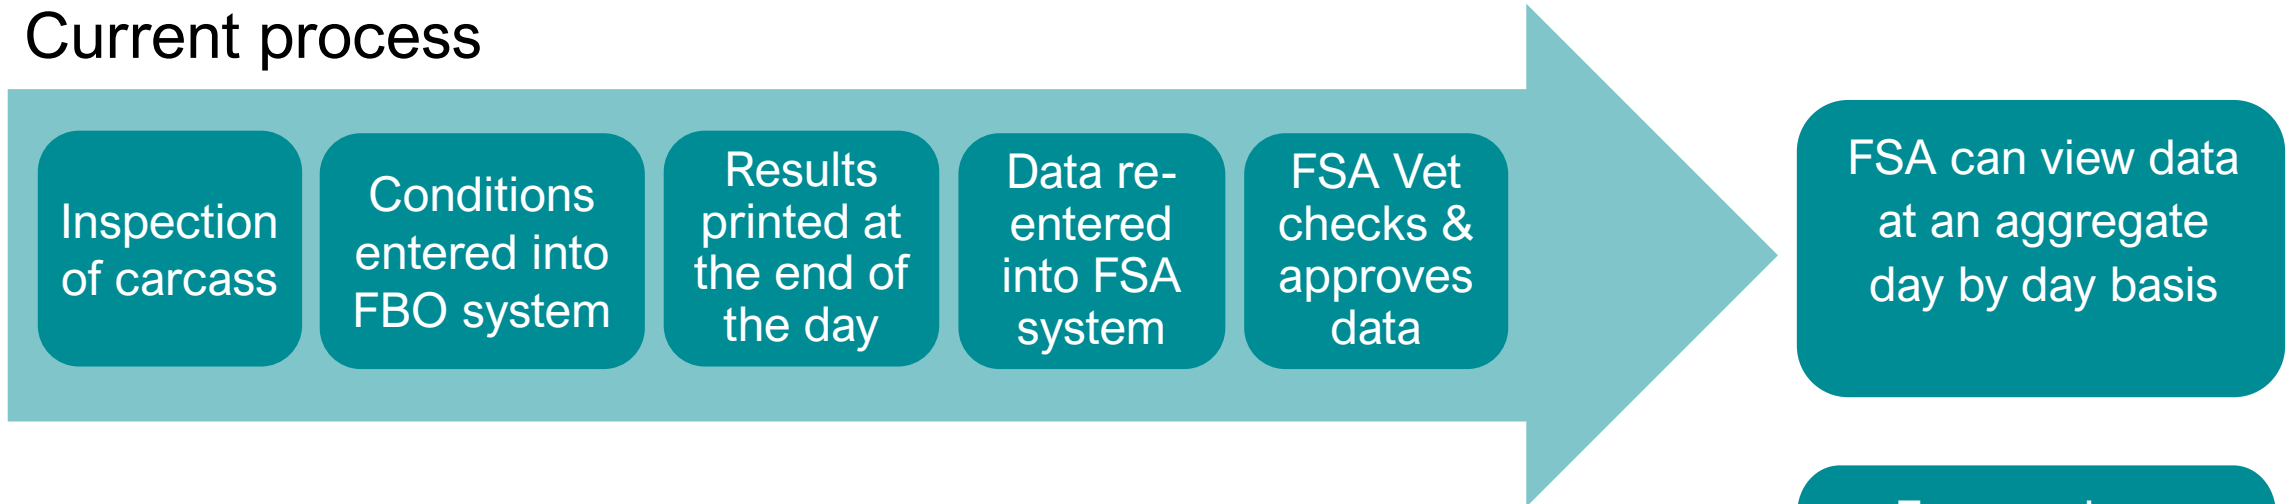 Current process
Inspection
of carcass
Conditions
entered into
FBO system
Results
printed at
the end of
the day
Data re-
entered
into FSA
system
FSA Vet
checks &
approves
data
FSA can view data
at an aggregate
day by day basis